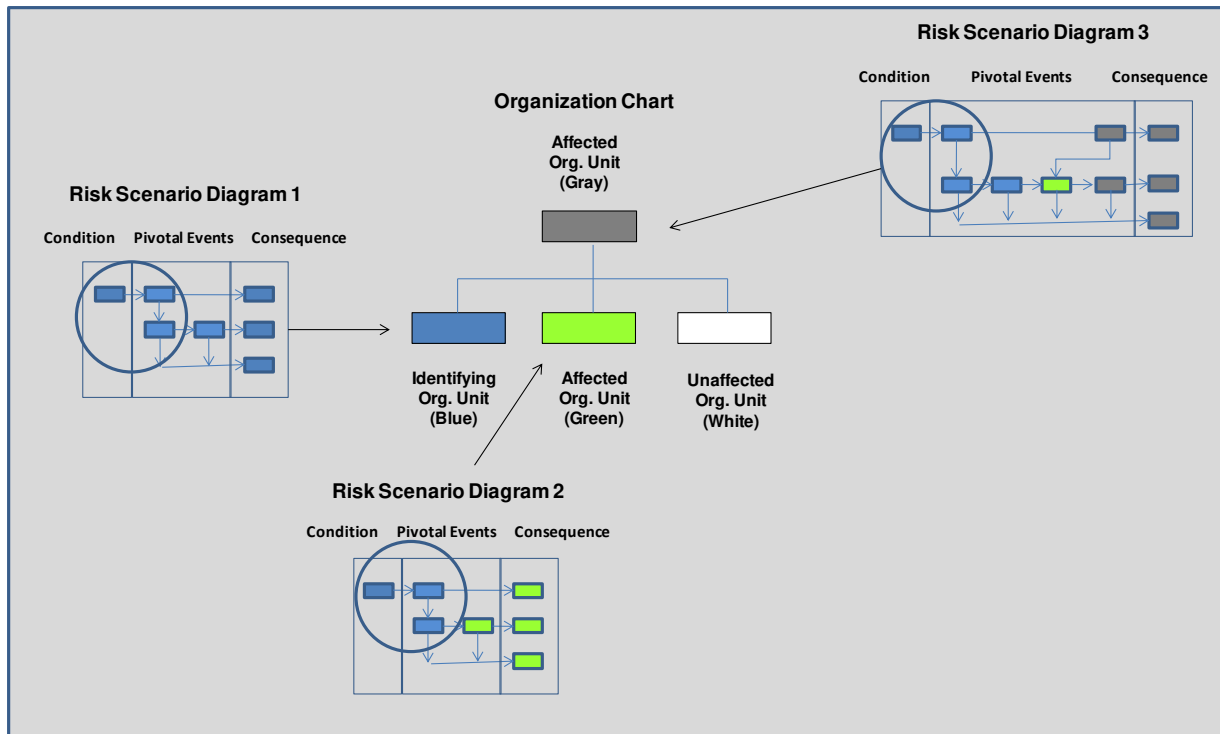 Risk Scenario Diagram 3
Condition Pivotal Events Consequence
Organization Chart
Affected
Org. Unit
(Gray)
Risk Scenario Diagram 1
Condition Pivotal Events Consequence
Identifying
Org. Unit
(Blue)
Affected
Org. Unit
(Green)
Unaffected
Org. Unit
(White)
Risk Scenario Diagram 2
Condition Pivotal Events Consequence